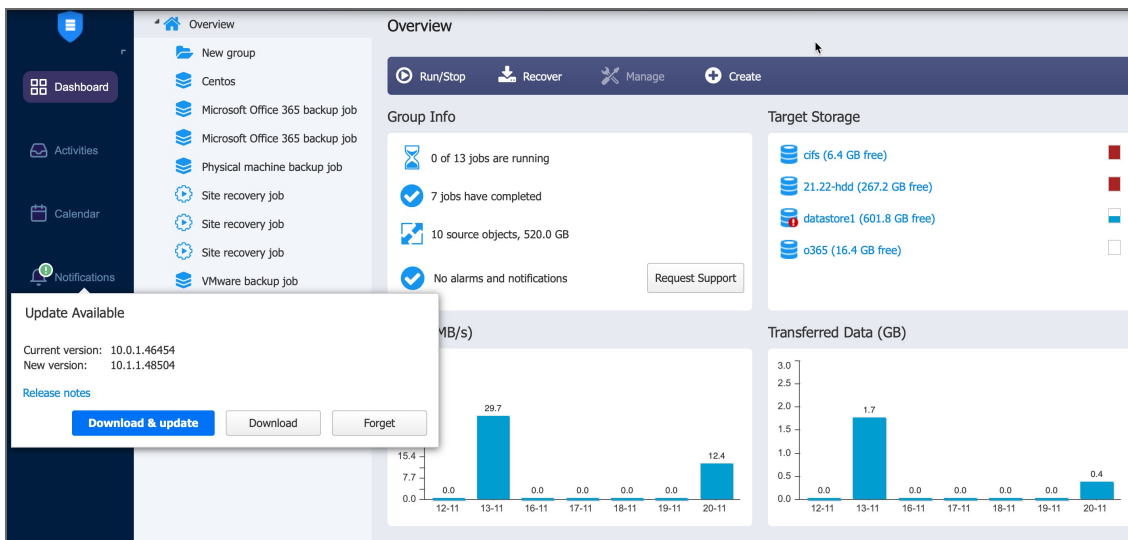 Dashboard
Activities
Calendar
Notifications
Overview
New group
Centos
Microsoft Office 365 backup job
Microsoft Office 365 backup job
Physical machine backup job
Site recovery job
Site recovery job
Site recovery job
VMware backup job
Update Available
Current version: 10.0.1.46454
New version: 10.1.1.48504
Release notes
Download & update Download Forget
Overview
Run/Stop Recover Manage Create
Group Info
0 of 13 jobs are running
7 jobs have completed
10 source objects, 520.0 GB
No alarms and notifications Request Support
Target Storage
cifs (6.4 GB free)
21.22-hdd (267.2 GB free)
datastore1 (601.8 GB free)
o365 (16.4 GB free)
MB/s)
29.7
15.4 12.4
7.7
0.0 0.0 0.0 0.0 0.0
0.0
12-11 13-11 16-11 17-11 18-11 19-11 20-11
Transferred Data (GB)
3.0
2.5
2.0 1.7
1.5
1.0
0.5 0.4
0.0 0.0 0.0 0.0 0.0
0.0
12-11 13-11 16-11 17-11 18-11 19-11 20-11